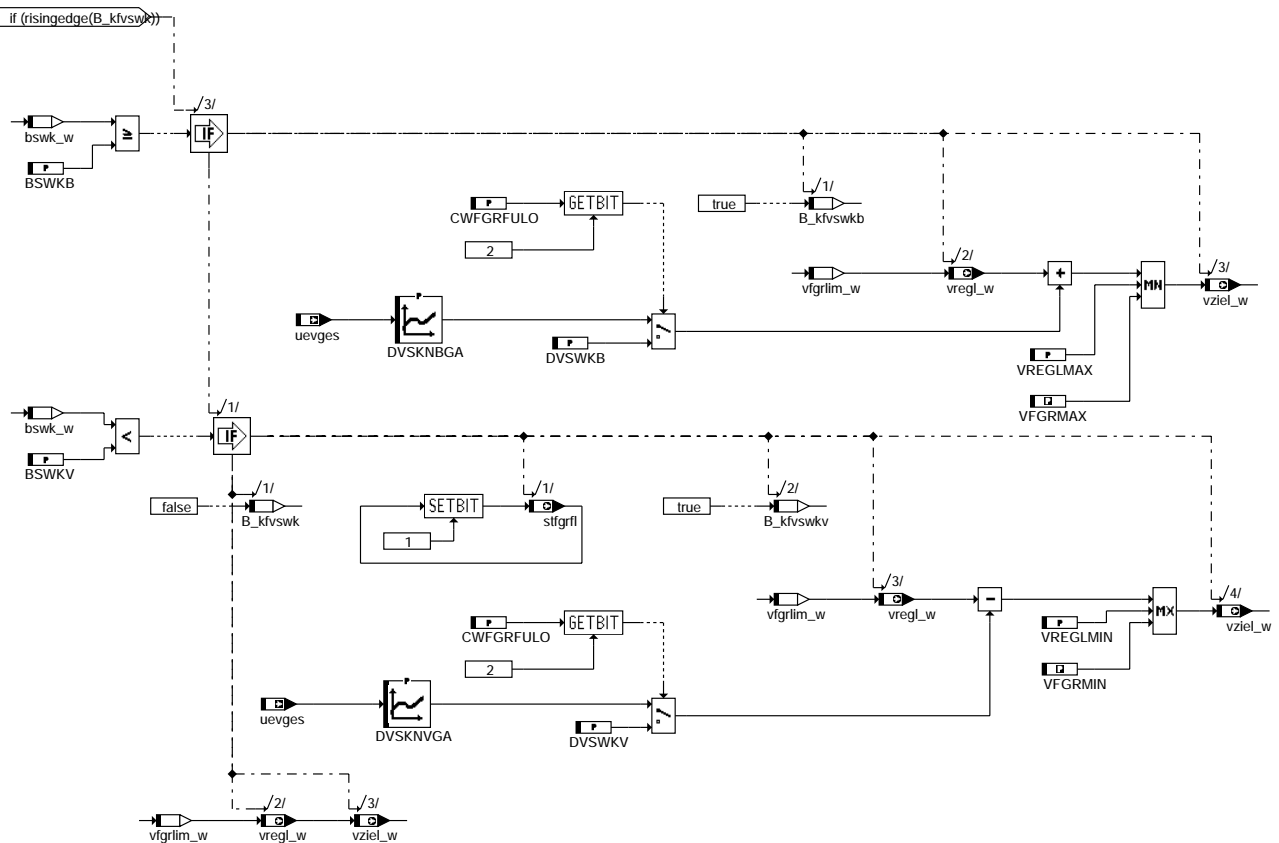 if (risingedge(B_kfvswk))
/3/
IF
bswk_w
≥
BSWKB
P
/1/
CWFGRFULO
P
GETBIT
true
B_kfvswkb
2
/2/
vfgrlim_w
vregl_w
+
MN
/3/
vziel_w
uevges
P
DVSKNBGA
P
DVSWKB
P
VREGLMAX
VFGRMAX
/1/
bswk_w
<
IF
P
BSWKV
/1/
false
B_kfvswk
SETBIT
/1/
stfgrfl
1
true
/2/
B_kfvswkv
/3/
vfgrlim_w
vregl_w
-
MX
/4/
vziel_w
P
CWFGRFULO
GETBIT
2
P
VREGLMIN
VFGRMIN
uevges
P
DVSKNVGA
P
DVSWKV
/2/
/3/
vfgrlim_w
vregl_w
vziel_w